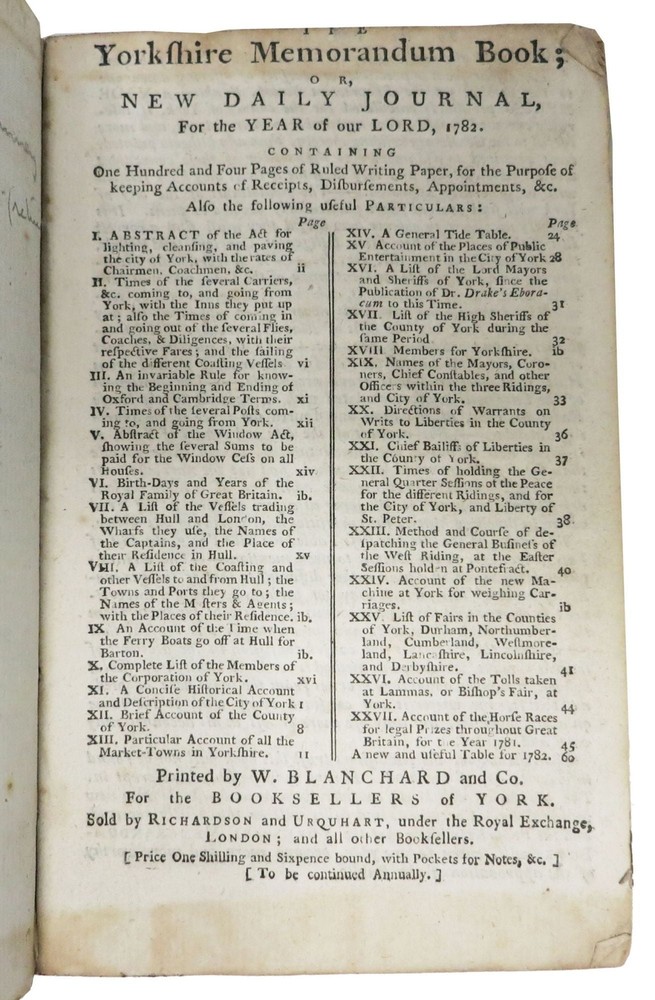 Yorkſhire Memorandum Book;
OR,
NEW DAILY JOURNAL,
For the YEAR of our LORD, 1782.
CONTAINING
One Hundred and Four Pages of Ruled Writing Paper, for the Purpoſe of
keeping Accounts of Receipts, Diſburſements, Appointments, &c.
Alſo the following uſeful PARTICULARS:
Page
I. ABSTRACT of the Act for
lighting, cleanſing, and paving
the city of York, with the rates of
Chairmen, Coachmen, &c. ii
II. Times of the ſeveral Carriers,
&c. coming to, and going from
York, with the Inns they put up
at; alſo the Times of coming in
and going out of the ſeveral Flies,
Coaches, & Diligences, with their
reſpective Fares; and the ſailing
of the different Coaſting Veſſels vi
III. An invariable Rule for know-
ing the Beginning and Ending of
Oxford and Cambridge Terms. xi
IV. Times of the ſeveral Poſts com-
ing to, and going from York. xii
V. Abſtract of the Window Act,
ſhowing the ſeveral Sums to be
paid for the Window Ceſs on all
Houſes. xiv
VI. Birth-Days and Years of the
Royal Family of Great Britain. ib.
VII. A Liſt of the Veſſels trading
between Hull and London, the
Wharfs they uſe, the Names of
the Captains, and the Place of
their Reſidence in Hull. xv
VIII. A Liſt of the Coaſting and
other Veſſels to and from Hull; the
Towns and Ports they go to; the
Names of the Maſters & Agents;
with the Places of their Reſidence. ib.
IX. An Account of the Time when
the Ferry Boats go off at Hull for
Barton. ib.
X. Complete Liſt of the Members of
the Corporation of York. xvi
XI. A Conciſe Hiſtorical Account
and Deſcription of the City of York 1
XII. Brief Account of the County
of York. 8
XIII. Particular Account of all the
Market-Towns in Yorkſhire. 11
Page
XIV. A General Tide Table. 24
XV Account of the Places of Public
Entertainment in the City of York 28
XVI. A Liſt of the Lord Mayors
and Sheriffs of York, ſince the
Publication of Dr. Drake's Ebora-
cum to this Time. 31
XVII. Liſt of the High Sheriffs of
the County of York during the
ſame Period 32
XVIII. Members for Yorkſhire. ib
XIX. Names of the Mayors, Coro-
ners, Chief Conſtables, and other
Officers within the three Ridings,
and City of York. 33
XX. Directions of Warrants on
Writs to Liberties in the County
of York. 36
XXI. Chief Bailiffs of Liberties in
the County of York. 37
XXII. Times of holding the Ge-
neral Quarter Seſſions of the Peace
for the different Ridings, and for
the City of York, and Liberty of
St. Peter. 38
XXIII. Method and Courſe of de-
ſpatching the General Buſineſs of
the Weſt Riding, at the Eaſter
Seſſions holden at Pontefract. 40
XXIV. Account of the new Ma-
chine at York for weighing Car-
riages. ib
XXV. Liſt of Fairs in the Counties
of York, Durham, Northumber-
land, Cumberland, Weſtmore-
land, Lancaſhire, Lincolnſhire,
and Derbyſhire. 41
XXVI. Account of the Tolls taken
at Lammas, or Biſhop's Fair, at
York. 44
XXVII. Account of the Horſe Races
for legal Prizes throughout Great
Britain, for the Year 1781. 45
A new and uſeful Table for 1782. 60
Printed by W. BLANCHARD and Co.
For the BOOKSELLERS of YORK.
Sold by RICHARDSON and URQUHART, under the Royal Exchange,
LONDON; and all other Bookſellers.
[Price One Shilling and Sixpence bound, with Pockets for Notes, &c.]
[To be continued Annually.]